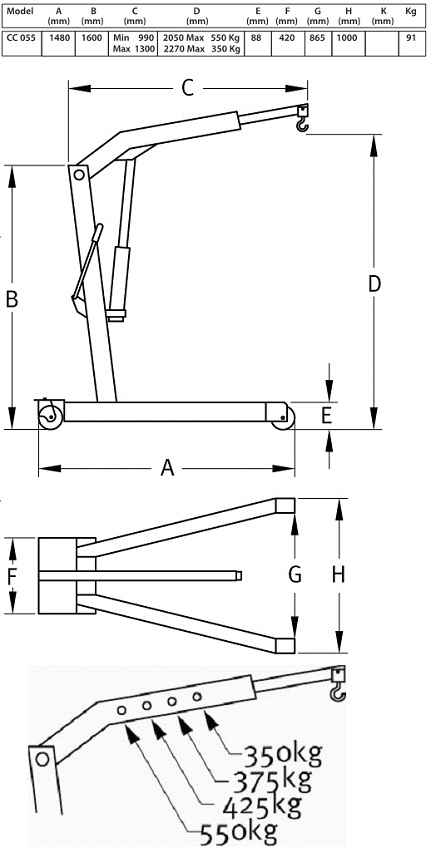 Model A B C D E F G H K Kg
(mm) (mm) (mm) (mm) (mm) (mm) (mm) (mm) (mm)
CC 055 1480 1600 Min 990 2050 Max 550 Kg 88 420 865 1000 91
Max 1300 2270 Max 350 Kg
C
B
D
E
A
F
G
H
350kg
375kg
425kg
550kg